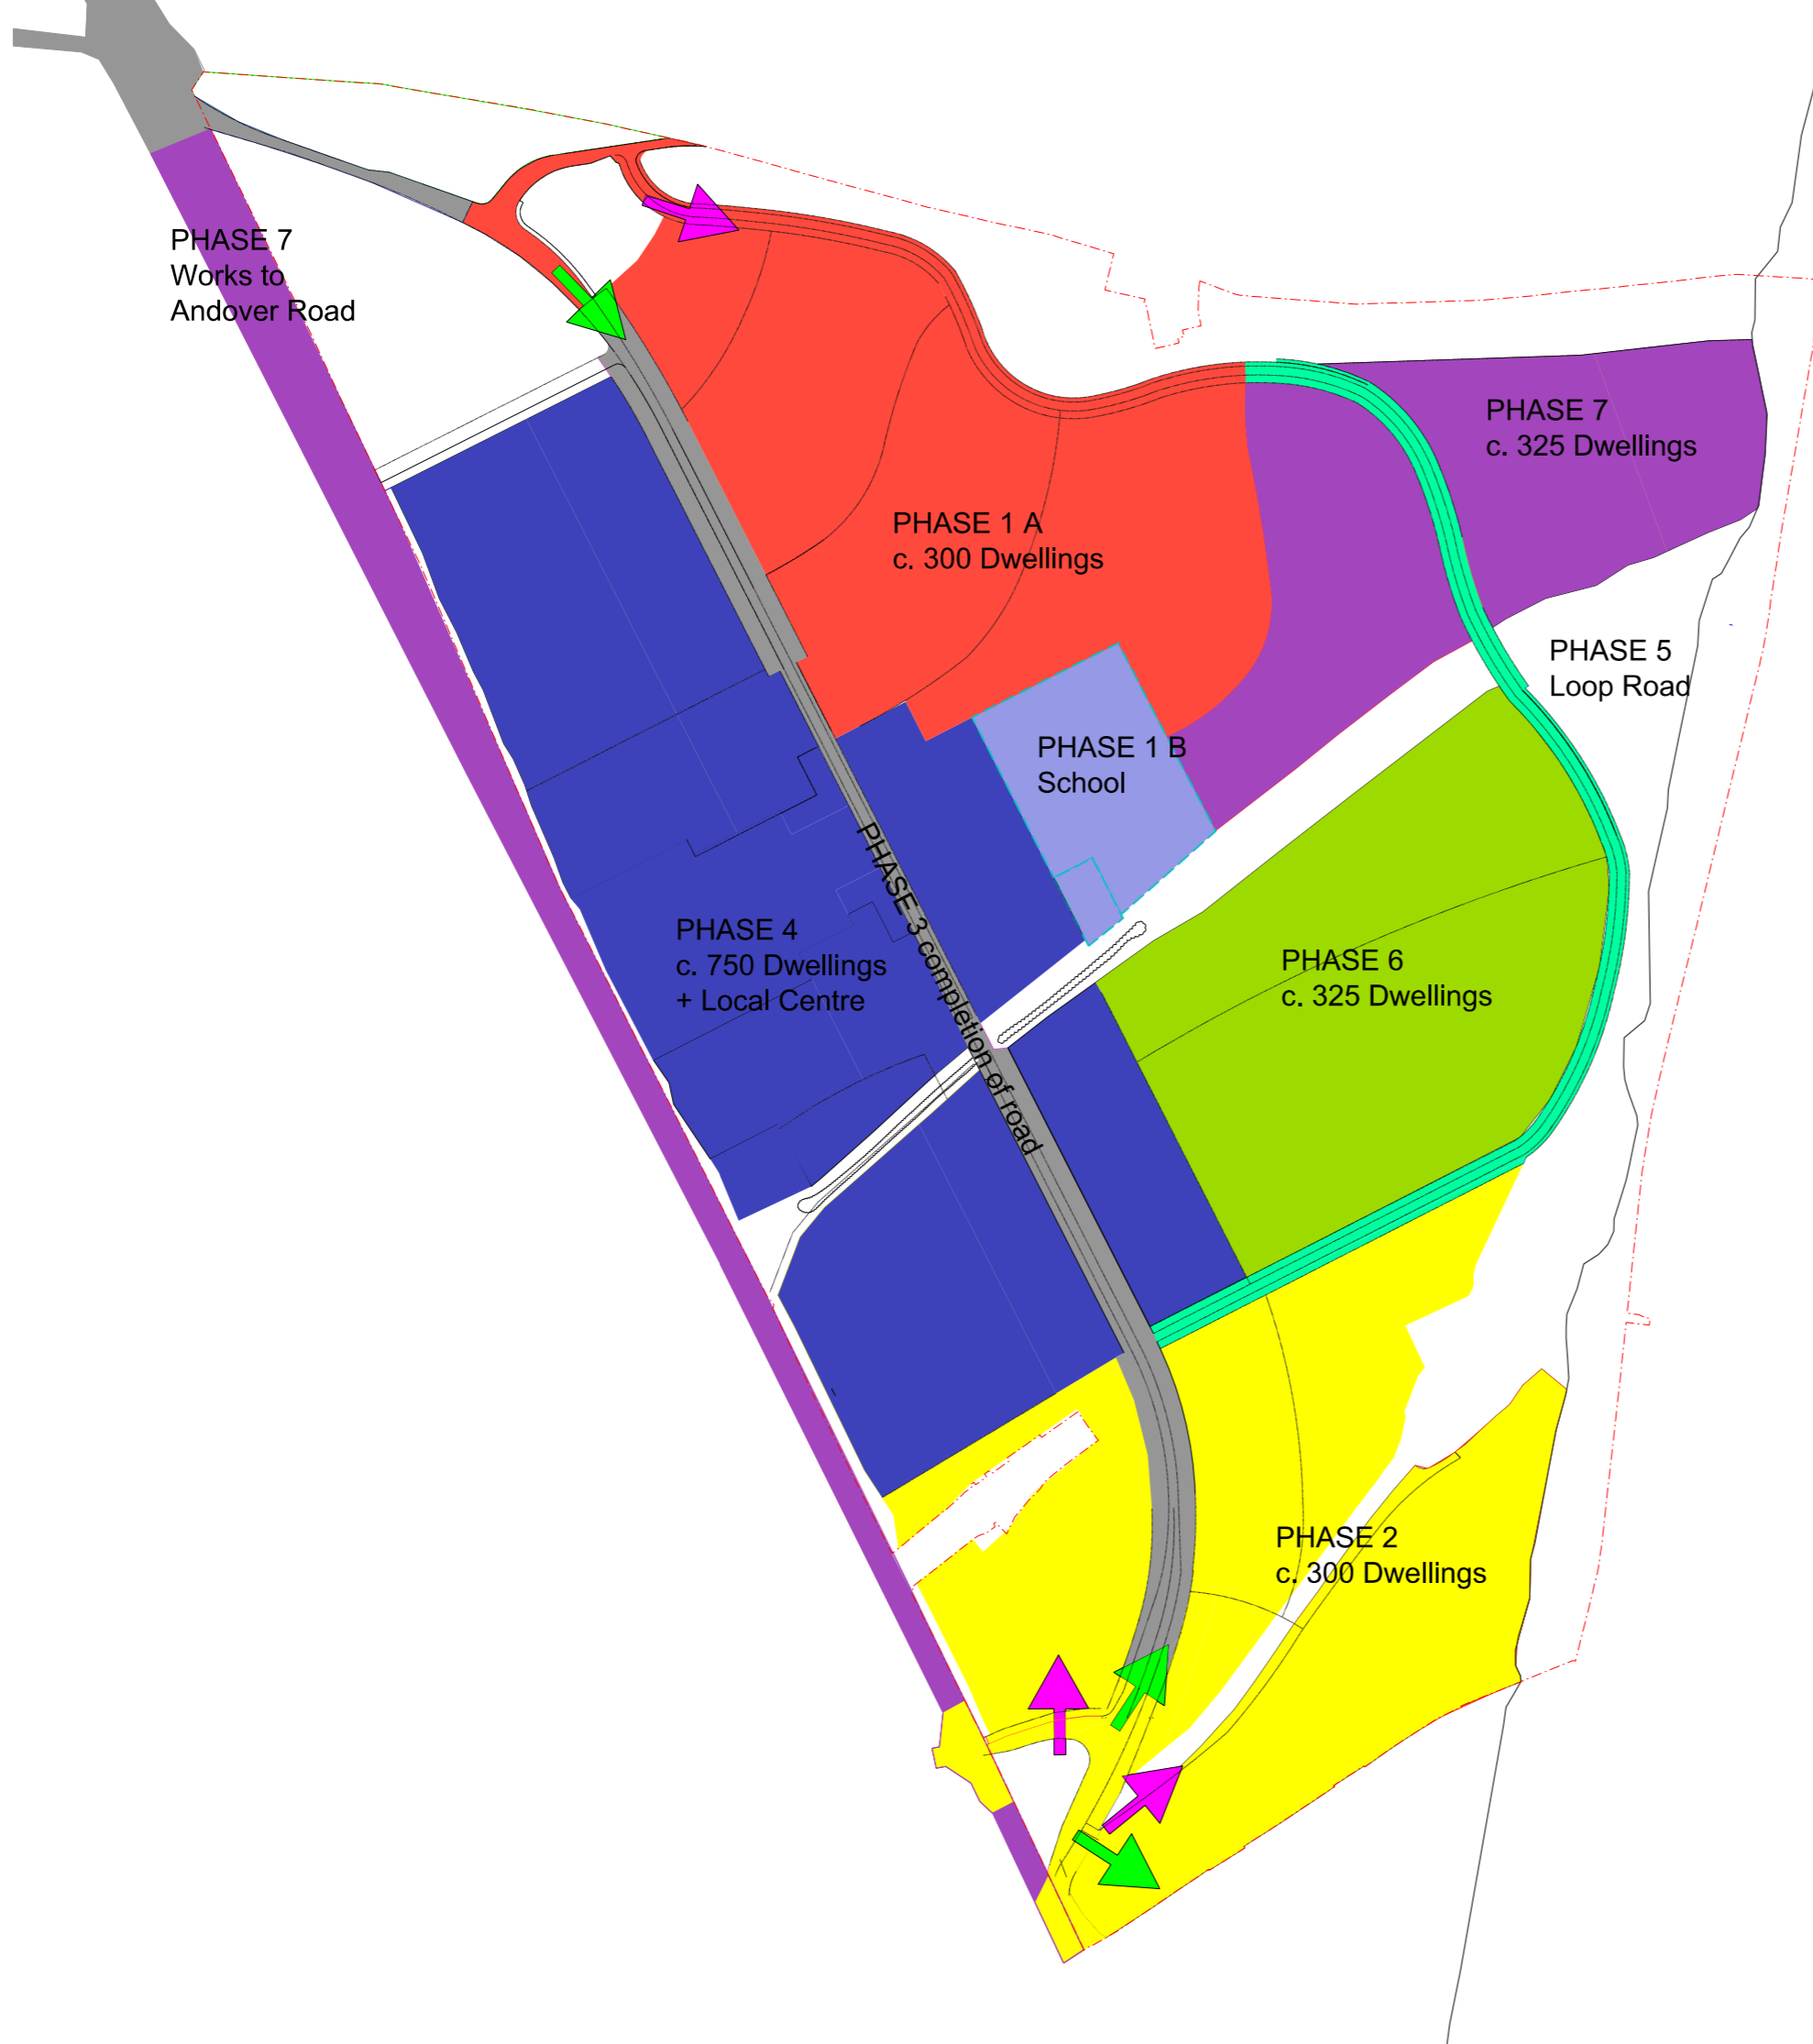 PHASE 7
Works to
Andover Road
PHASE 7
c. 325 Dwellings
PHASE 1 A
c. 300 Dwellings
PHASE 5
Loop Road
PHASE 1 B
School
PHASE 3 completion of road
PHASE 4
c. 750 Dwellings
+ Local Centre
PHASE 6
c. 325 Dwellings
PHASE 2
c. 300 Dwellings